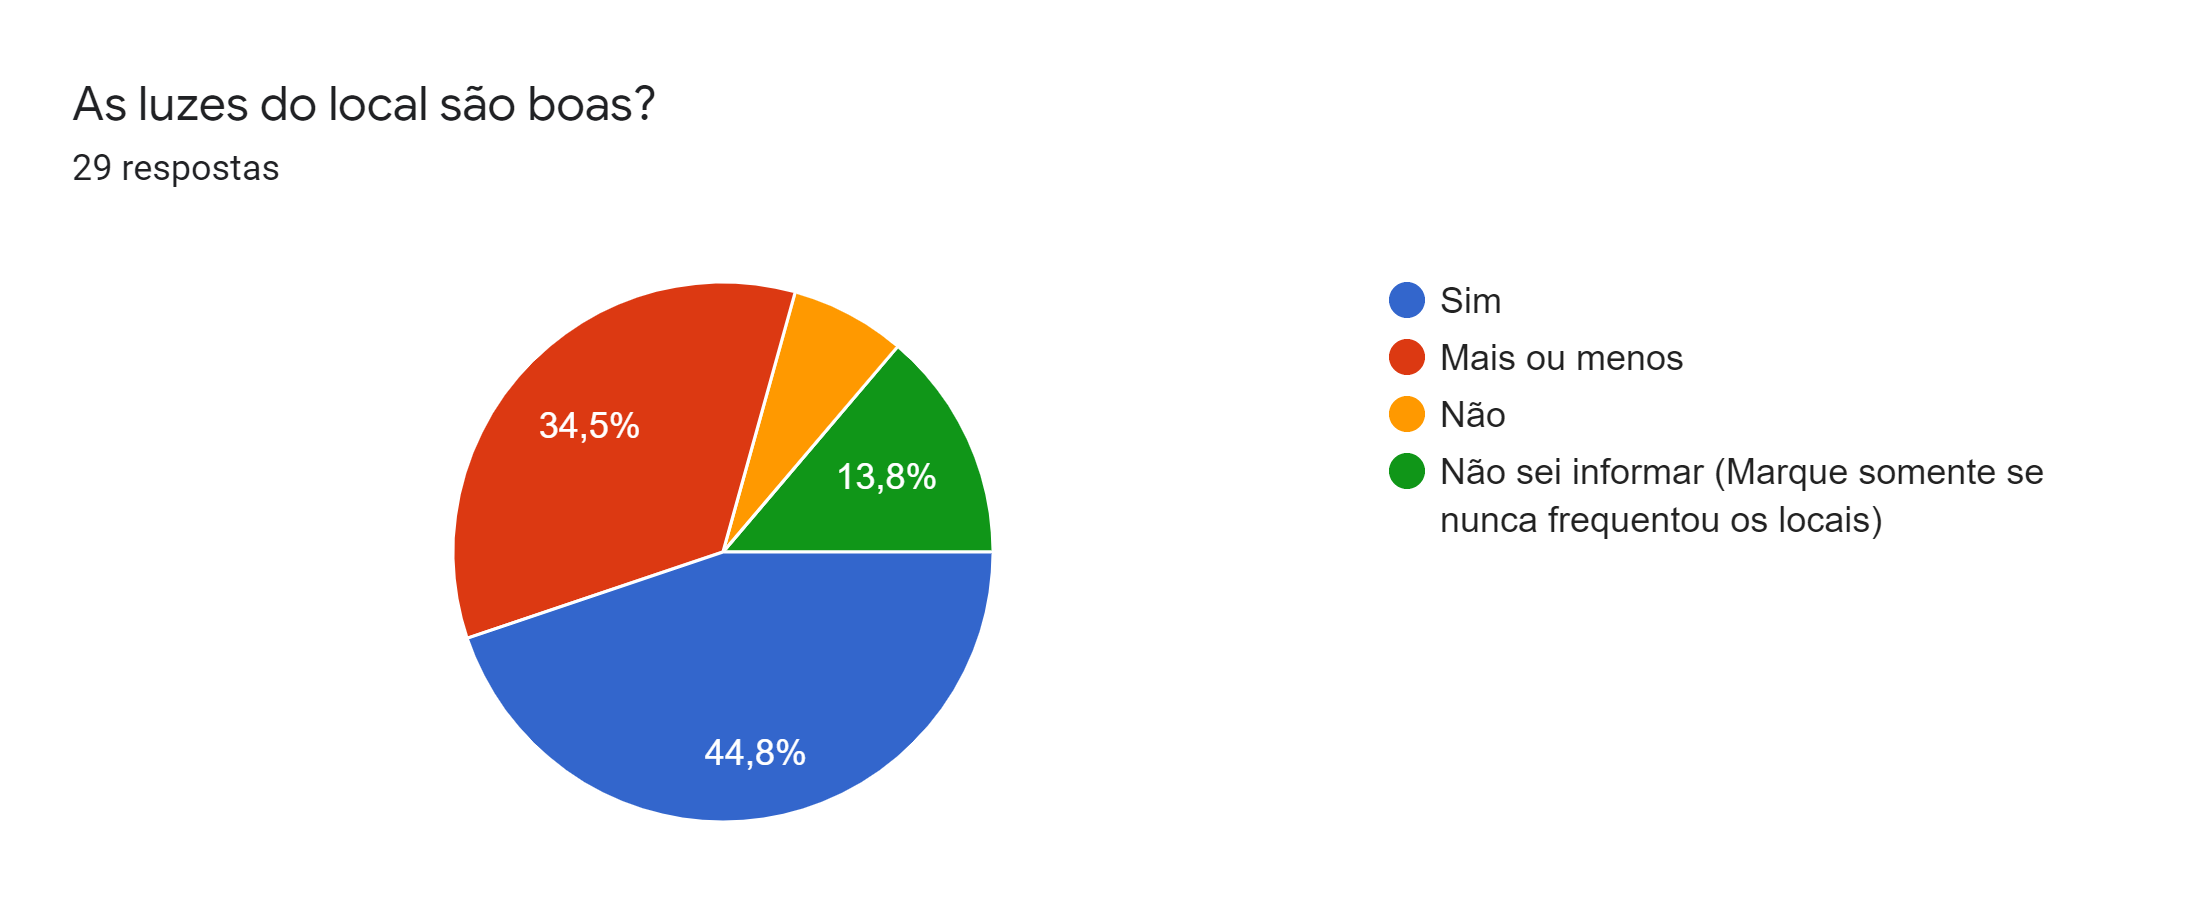 As luzes do local são boas?
29 respostas
34,5%
13,8%
44,8%
Sim
Mais ou menos
Não
Não sei informar (Marque somente se
nunca frequentou os locais)